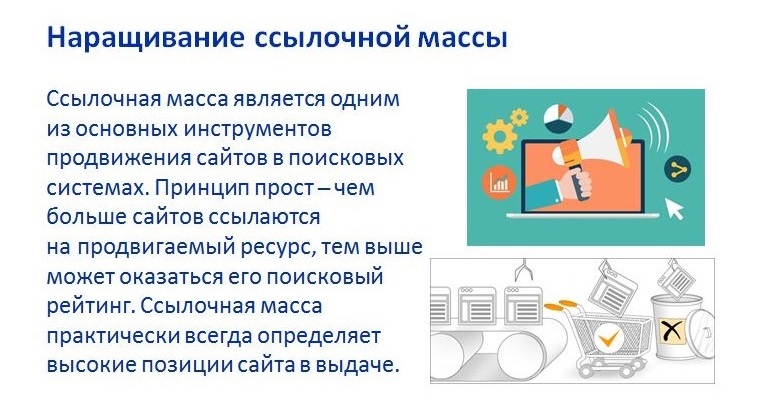 Наращивание ссылочной массы
Ссылочная масса является одним
из основных инструментов
продвижения сайтов в поисковых
системах. Принцип прост – чем
больше сайтов ссылаются
на продвигаемый ресурс, тем выше
может оказаться его поисковый
рейтинг. Ссылочная масса
практически всегда определяет
высокие позиции сайта в выдаче.